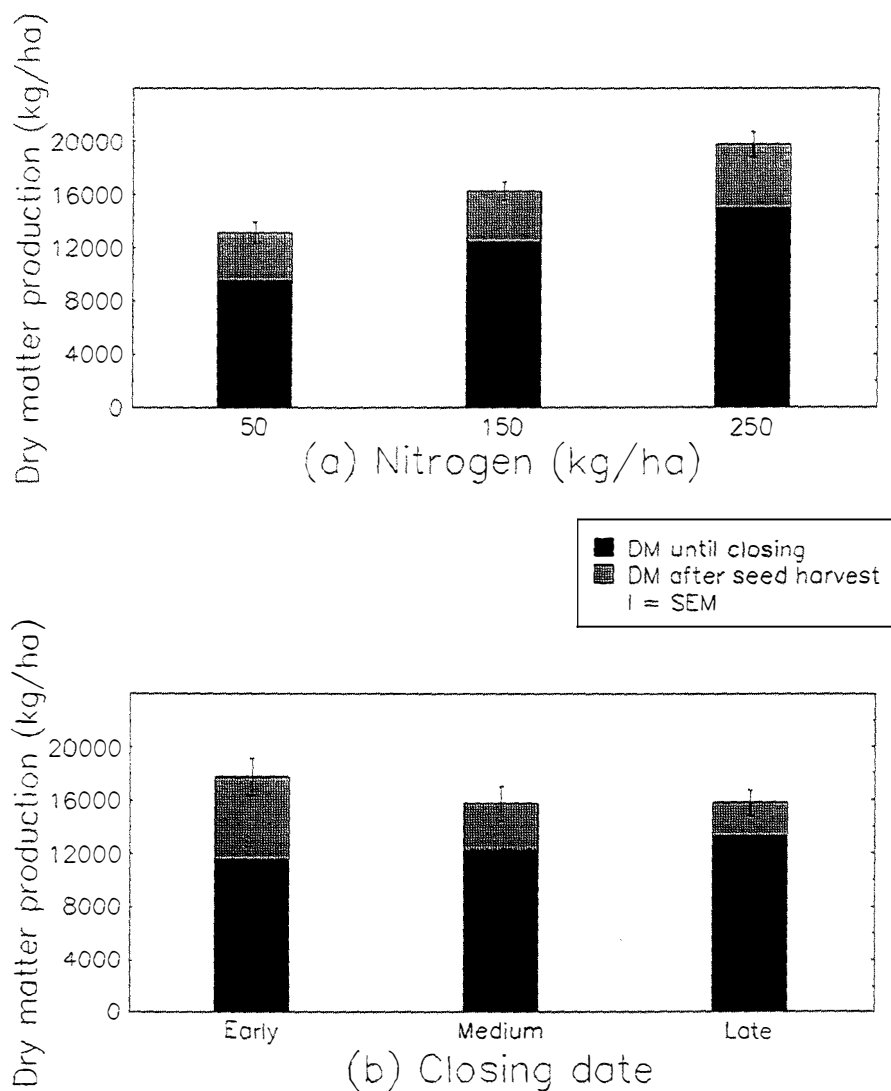 Dry matter production (kg/ha)
20000
16000
12000
8000
4000
0
50 150 250
(a) Nitrogen (kg/ha)
DM until closing
DM after seed harvest
I = SEM
Dry matter production (kg/ha)
20000
16000
12000
8000
4000
0
Early Medium Late
(b) Closing date